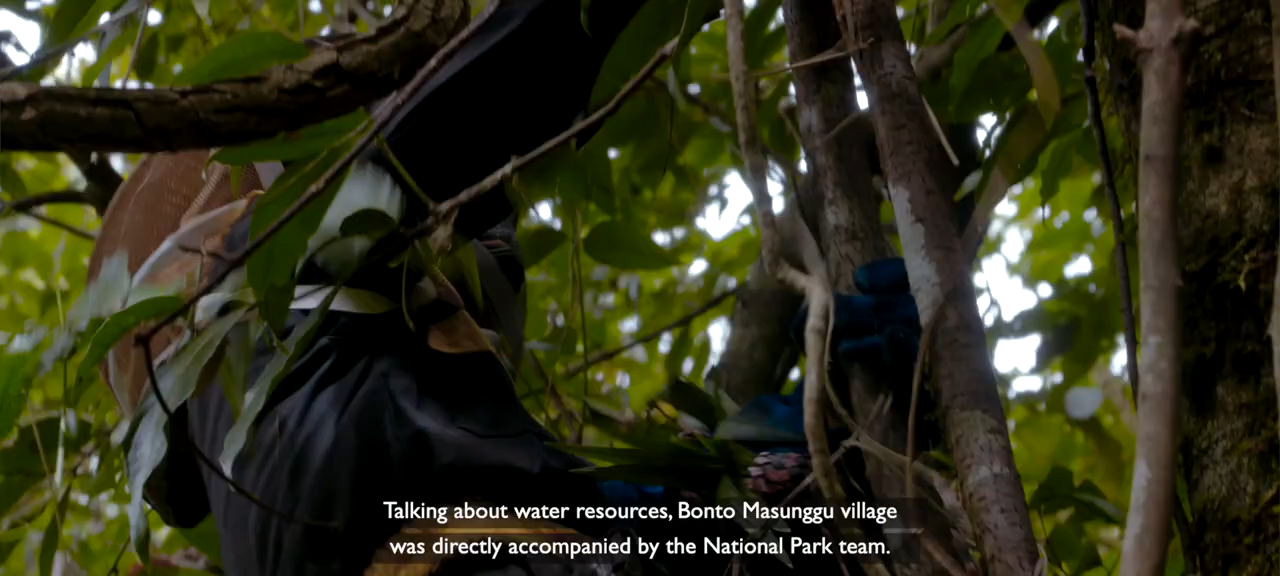 Talking about water resources, Bonto Masunggu village
was directly accompanied by the National Park team.